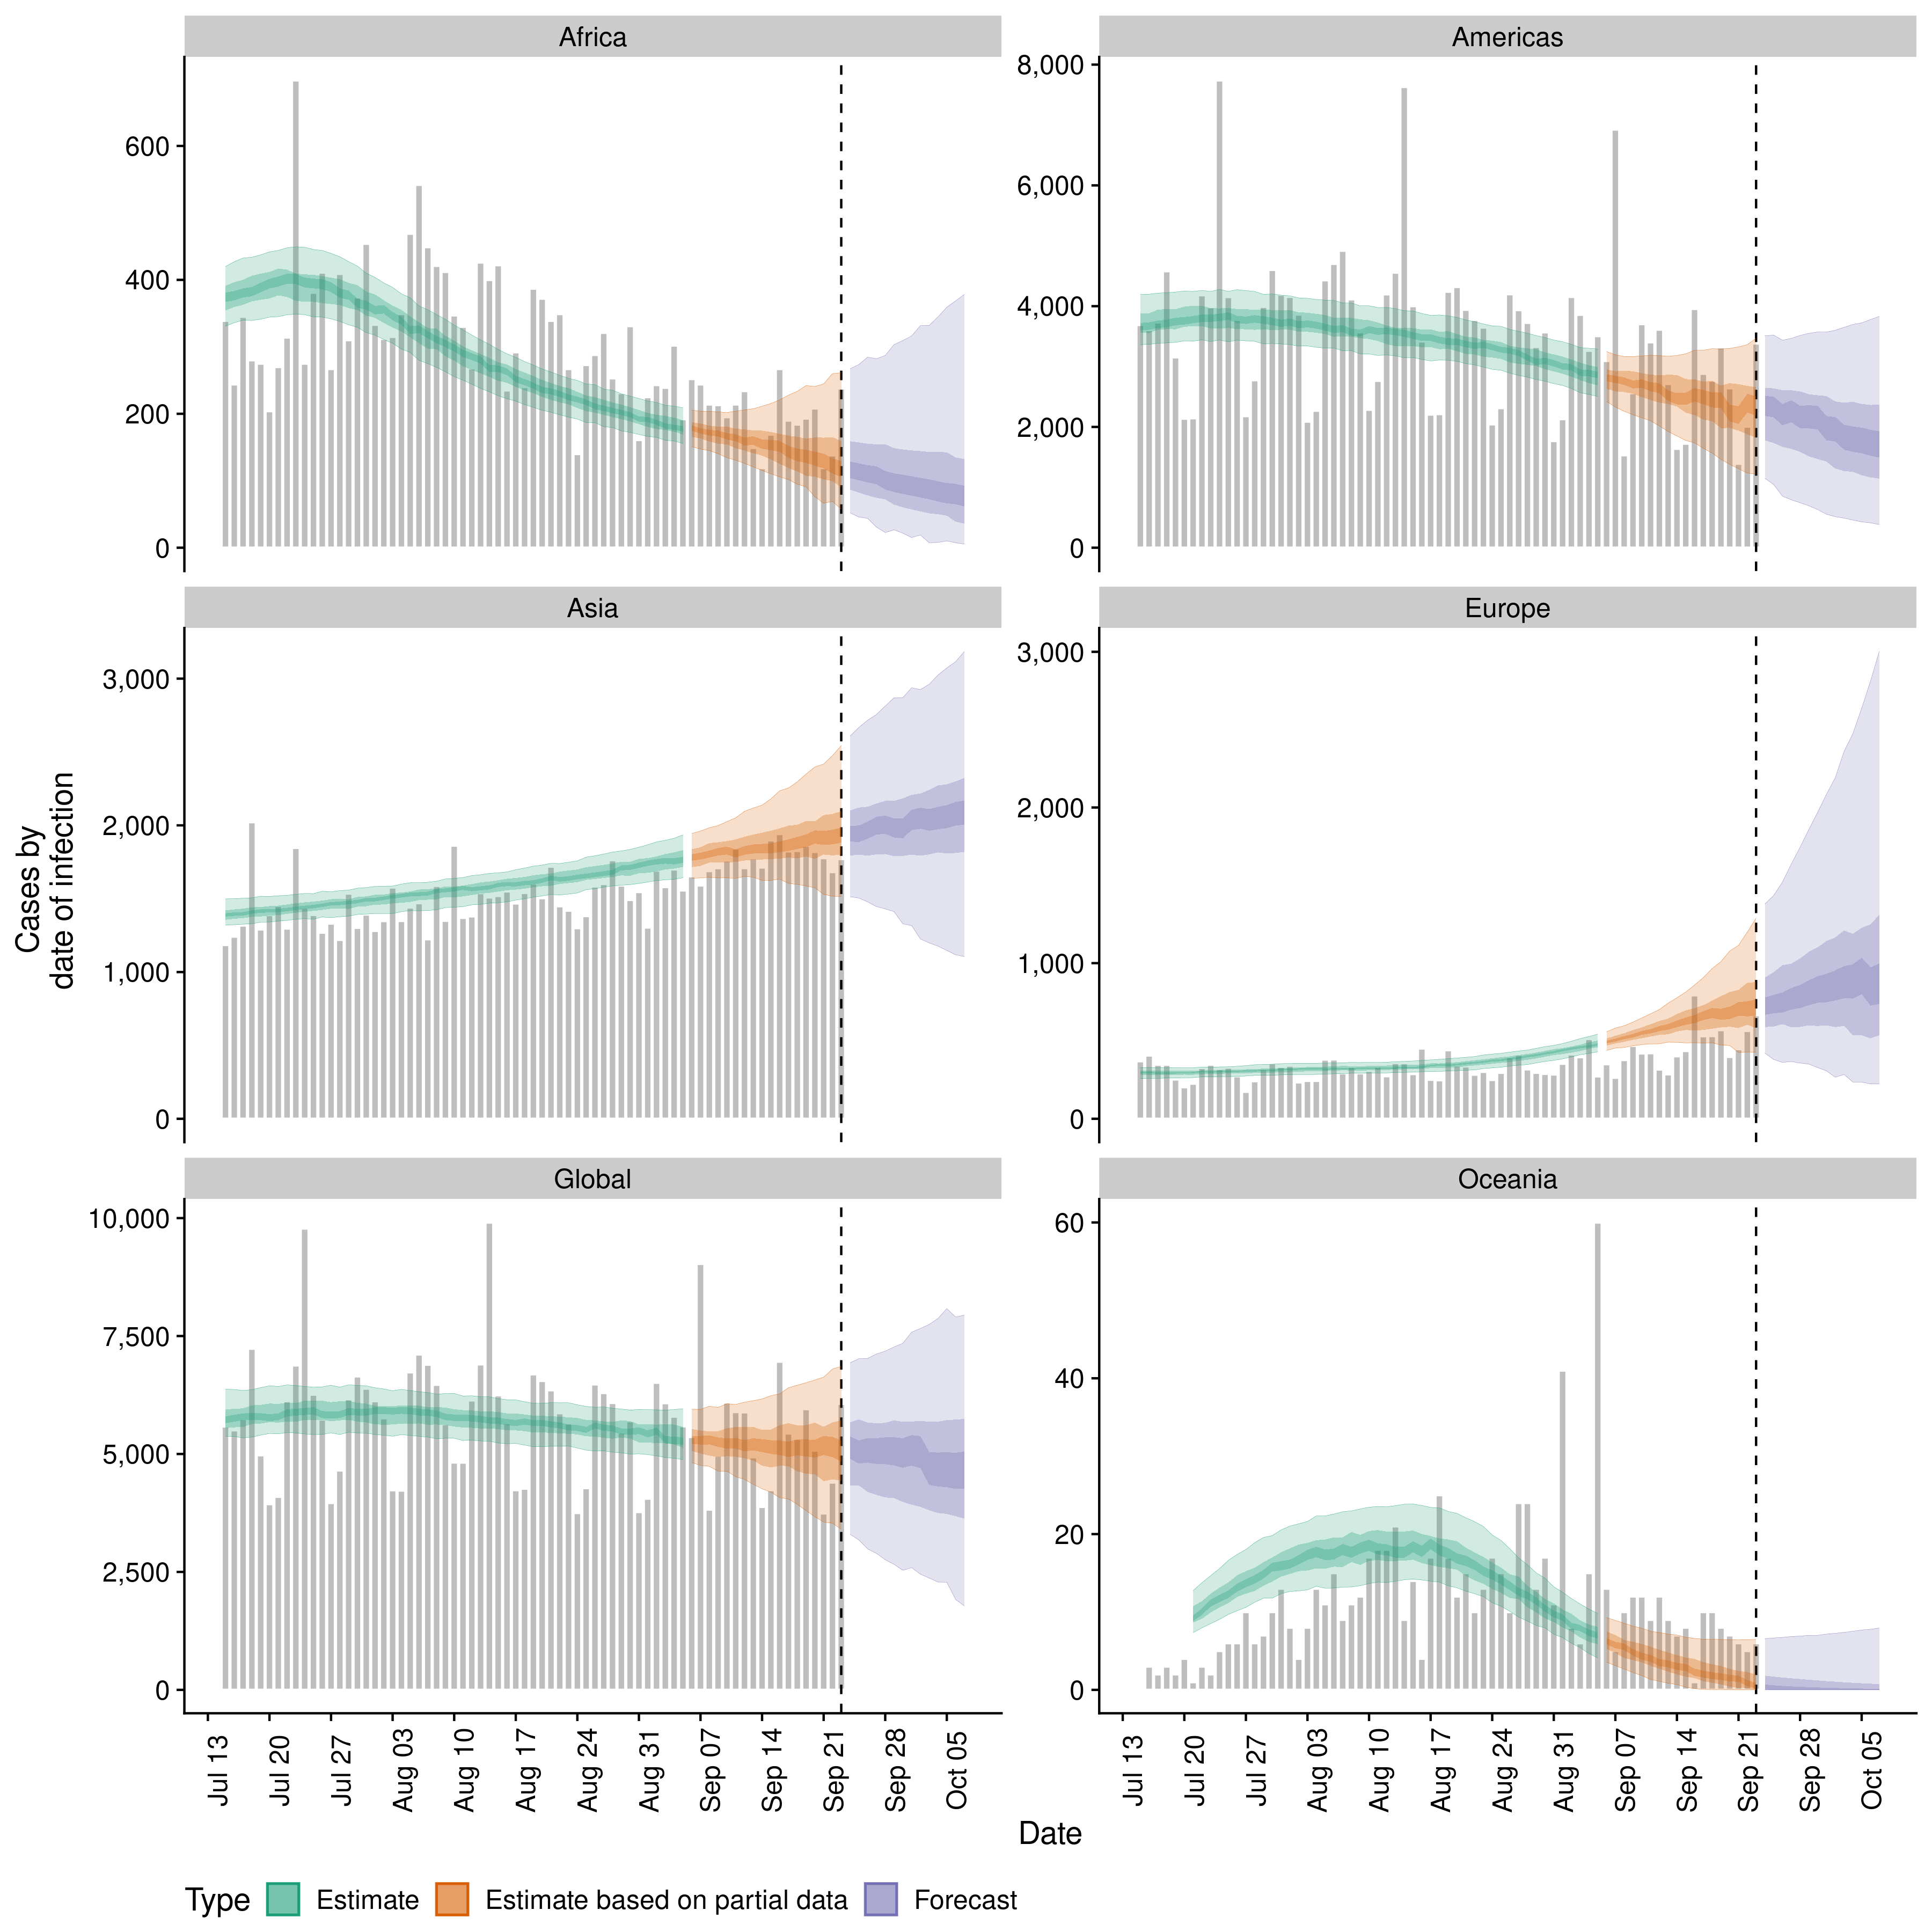 Africa
Americas
600
400
200
0
8,000
6,000
4,000
2,000
0
Asia
Europe
3,000
2,000
1,000
0
3,000
2,000
1,000
0
Cases by
date of infection
Global
Oceania
10,000
7,500
5,000
2,500
0
60
40
20
0
Jul 13
Jul 20
Jul 27
Aug 03
Aug 10
Aug 17
Aug 24
Aug 31
Sep 07
Sep 14
Sep 21
Sep 28
Oct 05
Jul 13
Jul 20
Jul 27
Aug 03
Aug 10
Aug 17
Aug 24
Aug 31
Sep 07
Sep 14
Sep 21
Sep 28
Oct 05
Date
Type Estimate Estimate based on partial data Forecast